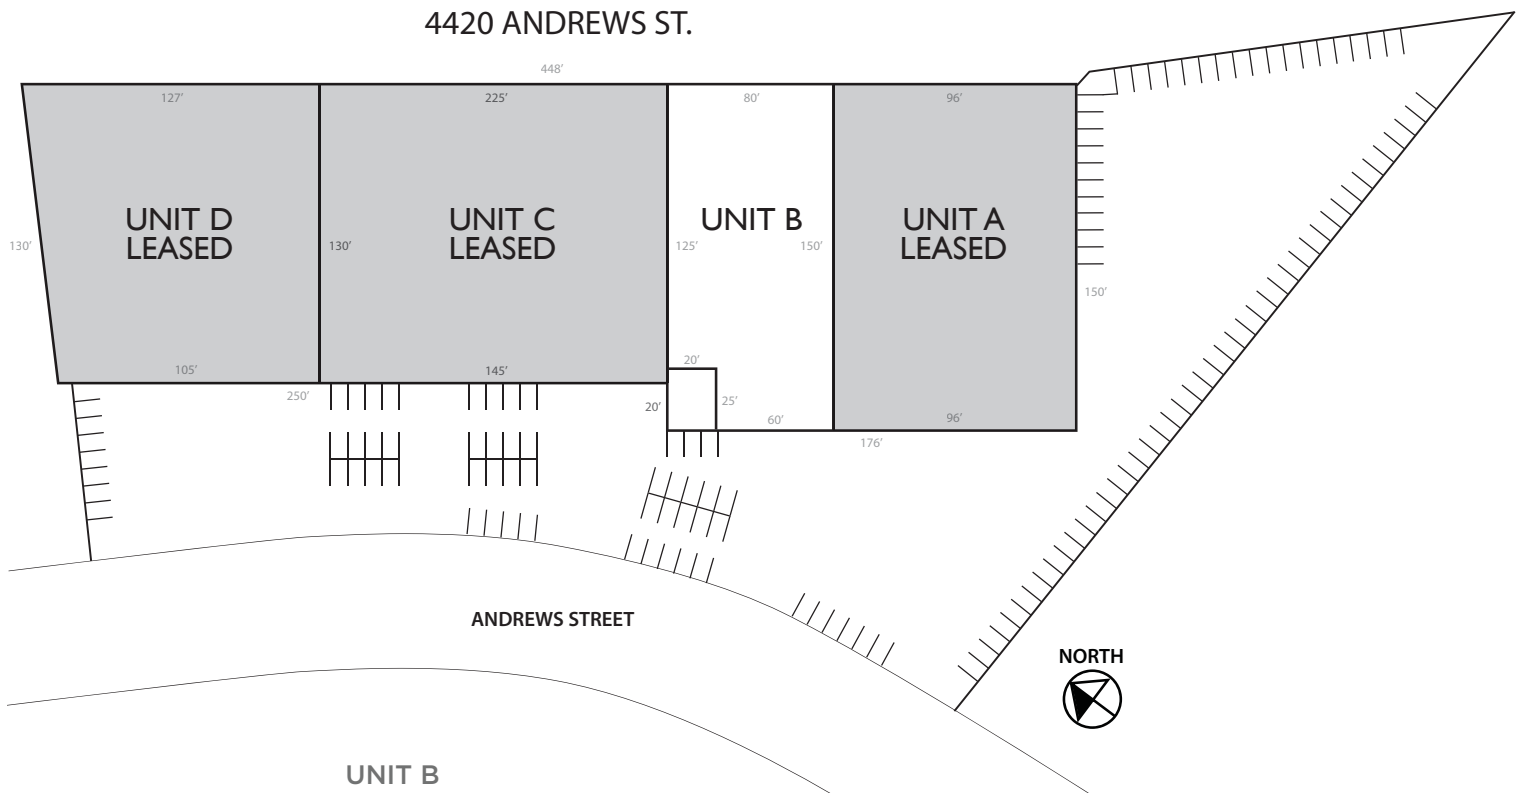 4420 ANDREWS ST.
448’
127’
225’
80’
96’
UNIT D
LEASED
UNIT C
LEASED
UNIT B
UNIT A
LEASED
130’
130’
125’
150’
150’
20’
105’
145’
250’
20’
25’
60’
96’
176’
ANDREWS STREET
NORTH
UNIT B